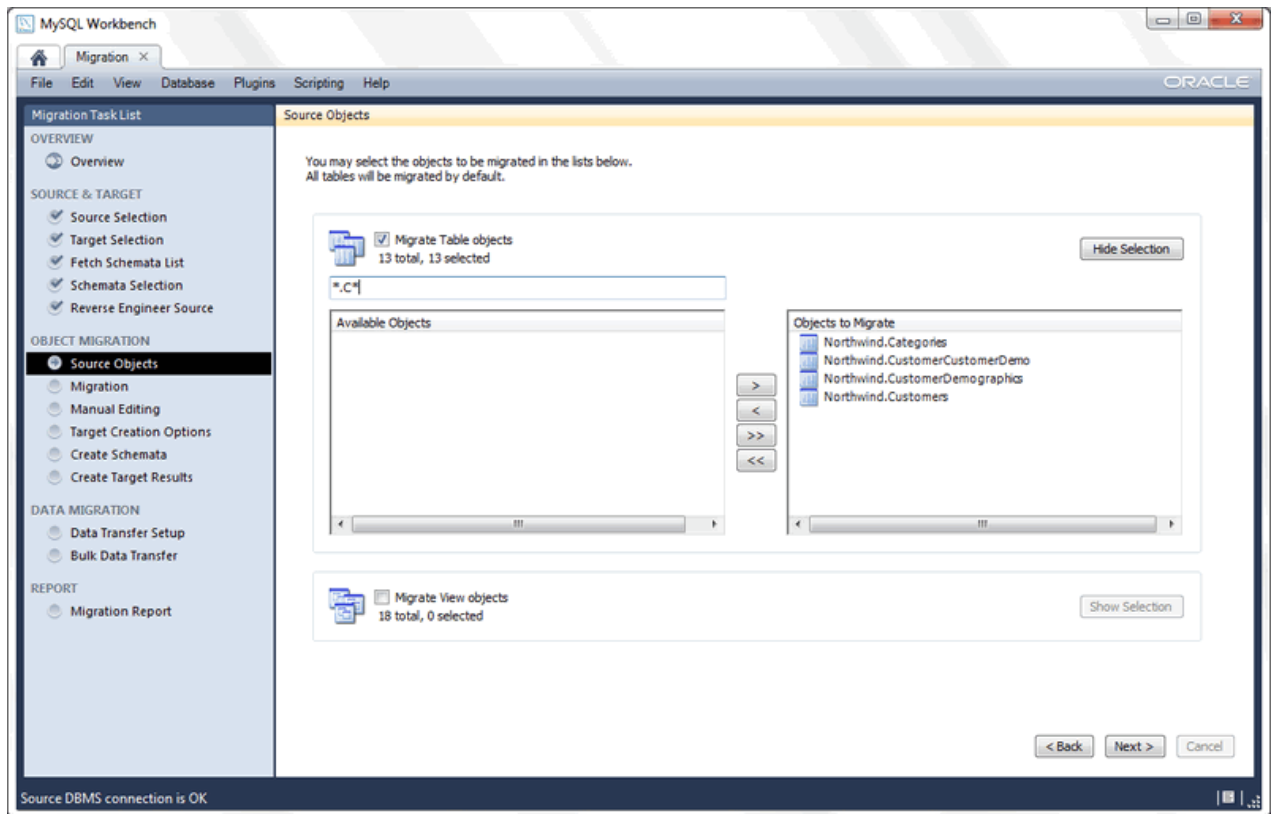 MySQL Workbench
Migration
File Edit View Database Plugins Scripting Help
ORACLE
Migration Task List
OVERVIEW
Overview
SOURCE & TARGET
Source Selection
Target Selection
Fetch Schemata List
Schemata Selection
Reverse Engineer Source
OBJECT MIGRATION
Source Objects
Migration
Manual Editing
Target Creation Options
Create Schemata
Create Target Results
DATA MIGRATION
Data Transfer Setup
Bulk Data Transfer
REPORT
Migration Report
Source Objects
You may select the objects to be migrated in the lists below.
All tables will be migrated by default.
Migrate Table objects
13 total, 13 selected
Hide Selection
*.C*
Available Objects
>
<
>>
<<
Objects to Migrate
Northwind.Categories
Northwind.CustomerCustomerDemo
Northwind.CustomerDemographics
Northwind.Customers
Migrate View objects
18 total, 0 selected
Show Selection
< Back
Next >
Cancel
Source DBMS connection is OK